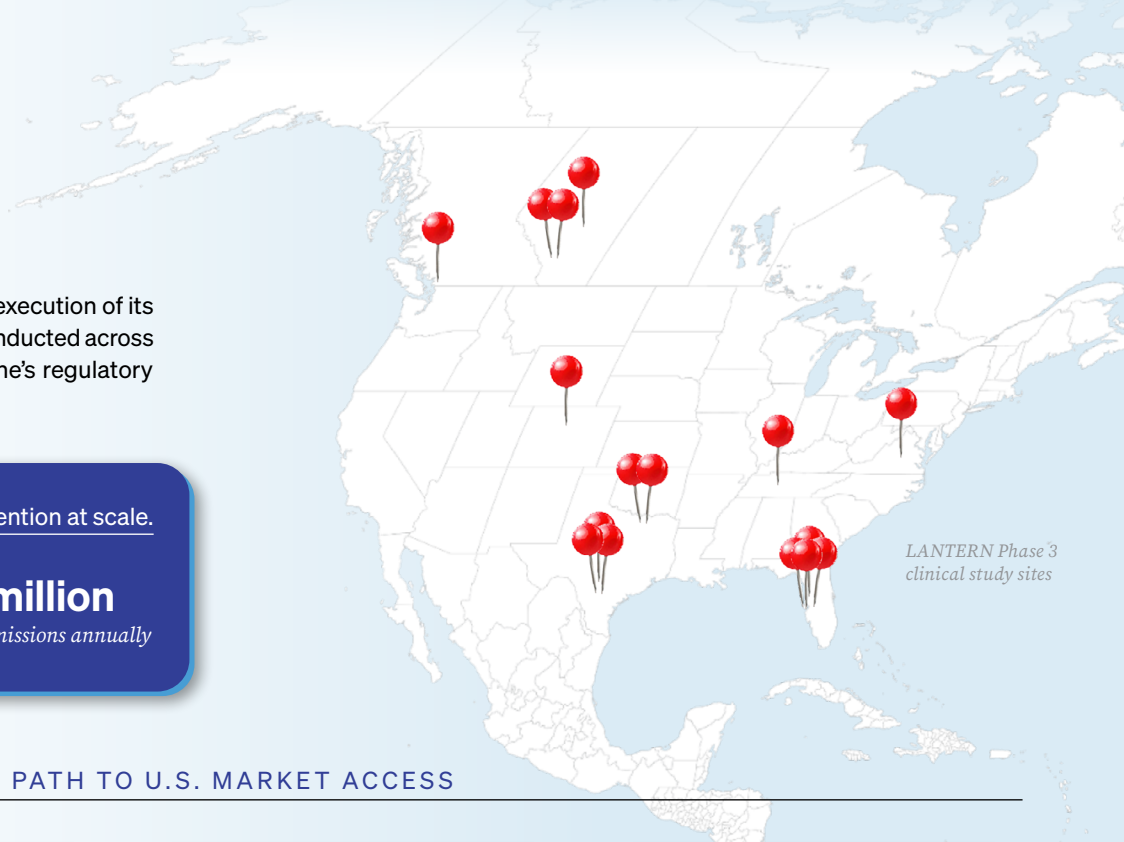 execution of its
nducted across
ne's regulatory
ention at scale.
million
missions annually
LANTERN Phase 3
clinical study sites
PATH TO U.S. MARKET ACCESS